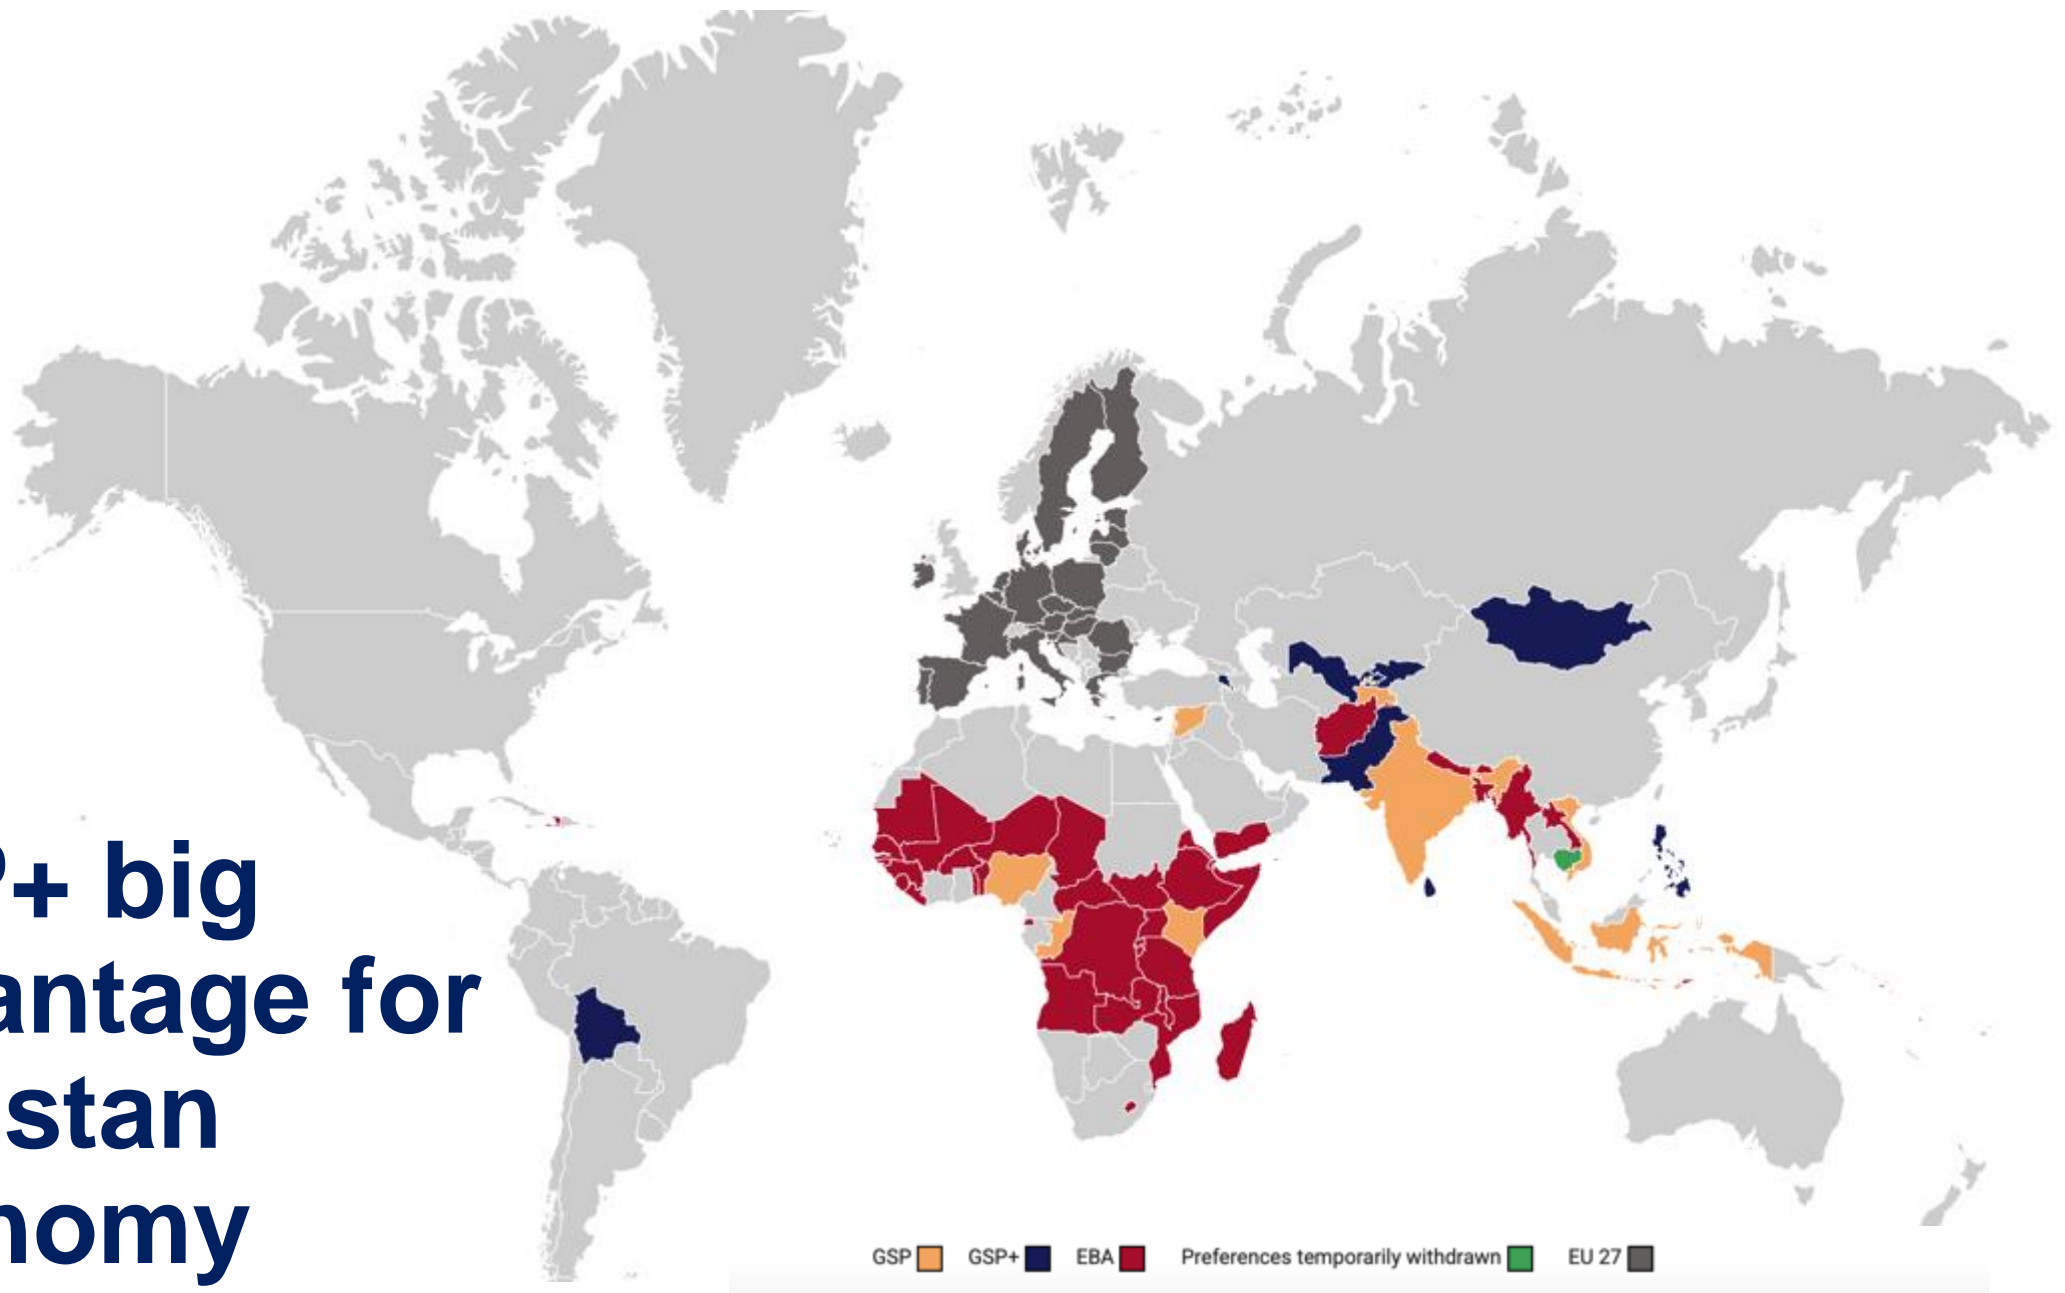 + big
antage for
stan
nomy
GSP GSP+ EBA Preferences temporarily withdrawn EU 27